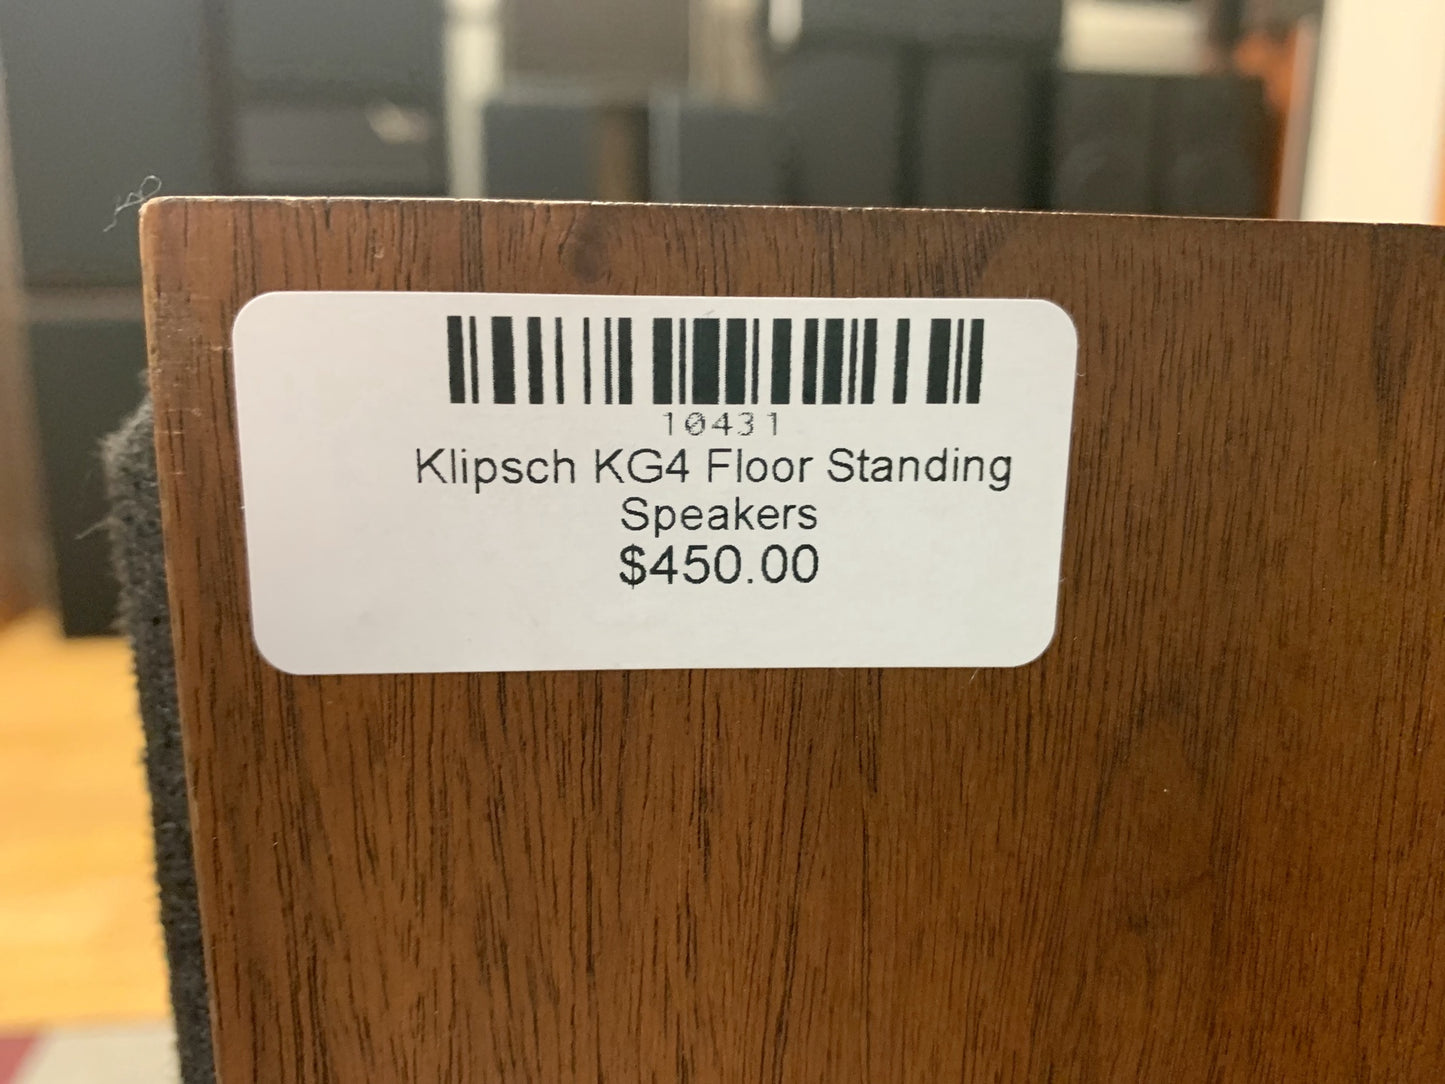 10431
Klipsch KG4 Floor Standing
Speakers
$450.00